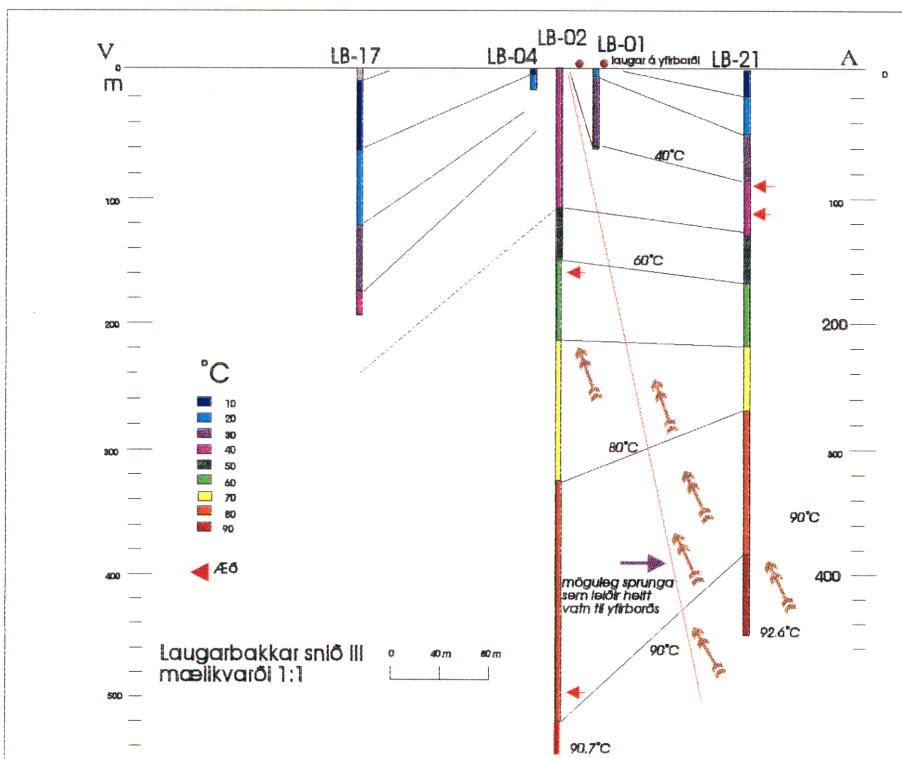 V
LB-17
LB-04
LB-02
LB-01
laugar á yfirborði
LB-21
A
0
m
0
100
200
300
400
500
100
200
300
400
40°C
60°C
80°C
90°C
90°C
°C
10
20
30
40
50
60
70
80
90
Æð
möguleg sprunga
sem leiðir heitt
vatn til yfirborðs
92.6°C
90.7°C
Laugarbakkar snið III
mælikvarði 1:1
0 40 m 80 m